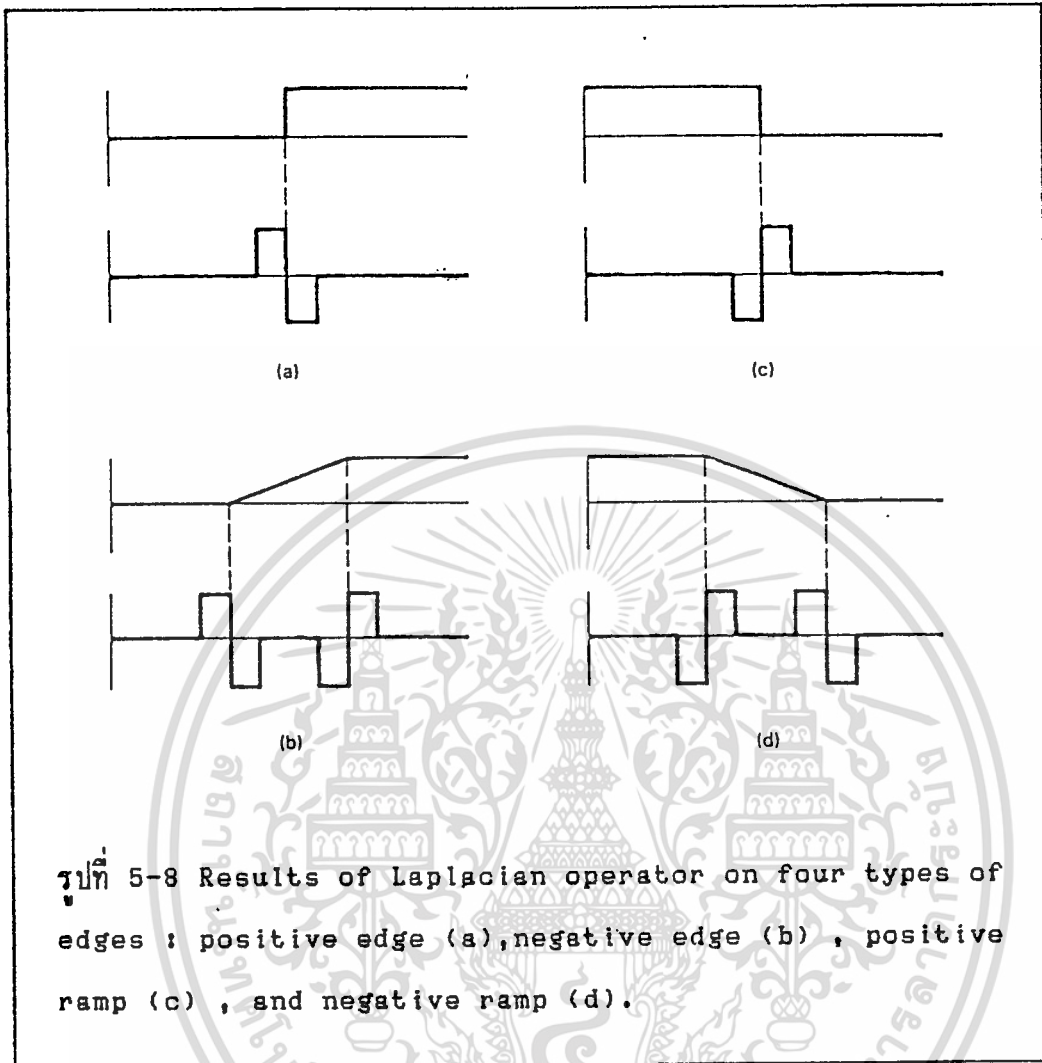 (a)
(c)
(b)
(d)
รูปที่ 5-8 Results of Laplacian operator on four types of
edges : positive edge (a),negative edge (b) , positive
ramp (c) , and negative ramp (d).